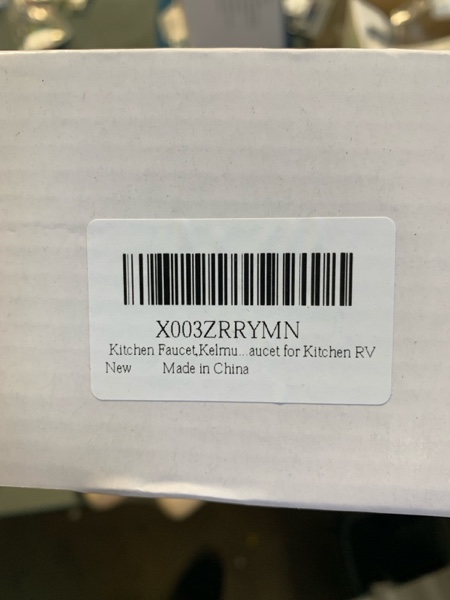 X003ZRRYMN
Kitchen Faucet,Kelmu...aucet for Kitchen RV
New Made in China